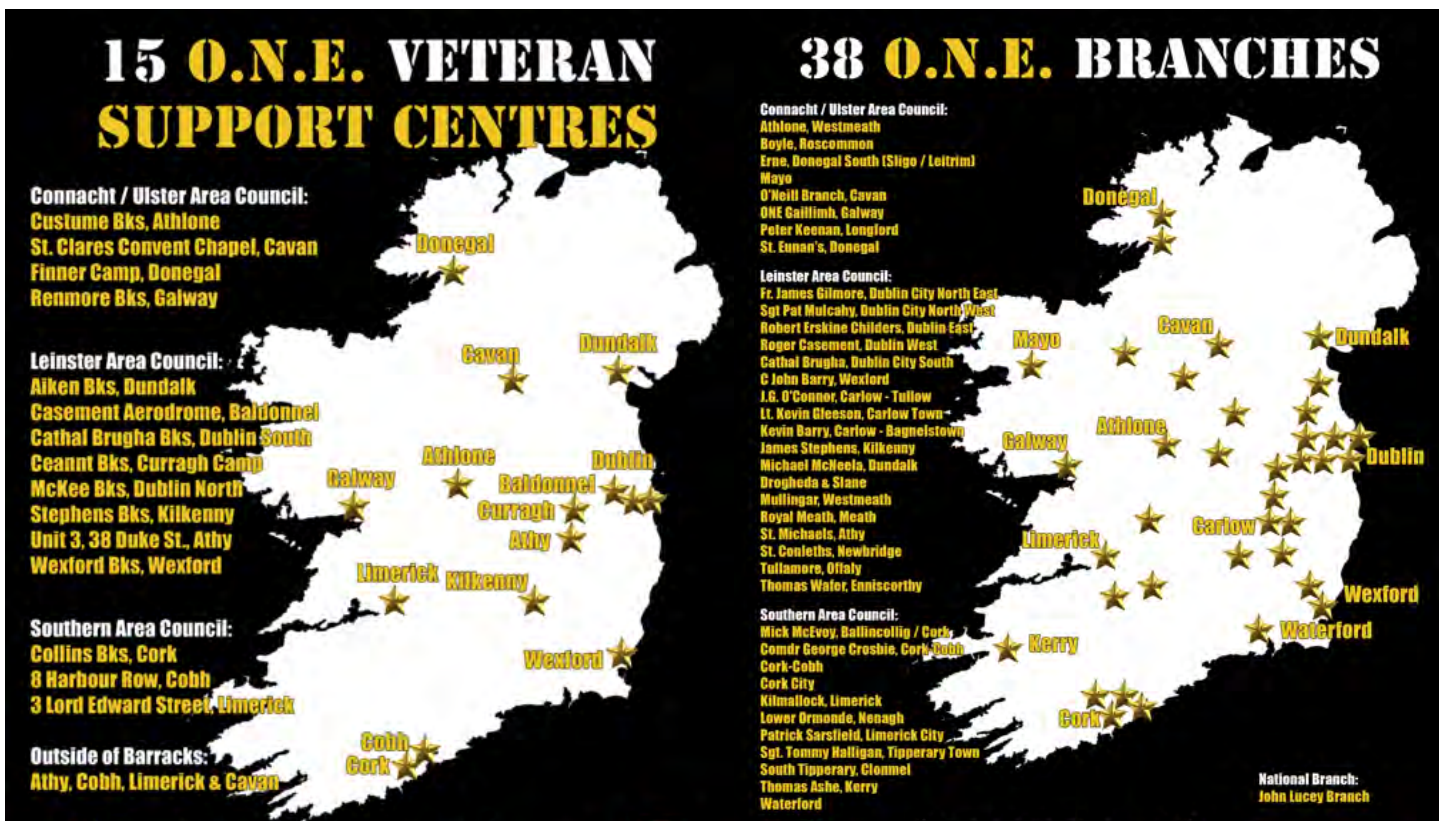 15 O.N.E. VETERAN
SUPPORT CENTRES
Connacht / Ulster Area Council:
Custume Bks, Athlone
St. Clares Convent Chapel, Cavan
Finner Camp, Donegal
Renmore Bks, Galway
Leinster Area Council:
Aiken Bks, Dundalk
Casement Aerodrome, Baldonnel
Cathal Brugha Bks, Dublin South
Ceannt Bks, Curragh Camp
McKee Bks, Dublin North
Stephens Bks, Kilkenny
Unit 3, 38 Duke St., Athy
Wexford Bks, Wexford
Southern Area Council:
Collins Bks, Cork
8 Harbour Row, Cobh
3 Lord Edward Street, Limerick
Outside of Barracks:
Athy, Cobh, Limerick & Cavan
Donegal
Cavan
Dundalk
Galway
Athlone
Dublin
Baldonnel
Curragh
Athy
Limerick
Kilkenny
Wexford
Cobh
Cork
38 O.N.E. BRANCHES
Connacht / Ulster Area Council:
Athlone, Westmeath
Boyle, Roscommon
Erne, Donegal South (Sligo / Leitrim)
Mayo
O'Neill Branch, Cavan
ONE Gaillimh, Galway
Peter Keenan, Longford
St. Eunan's, Donegal
Leinster Area Council:
Fr. James Gilmore, Dublin City North East
Sgt Pat Mulcahy, Dublin City North West
Robert Erskine Childers, Dublin East
Roger Casement, Dublin West
Cathal Brugha, Dublin City South
C John Barry, Wexford
J.G. O'Connor, Carlow - Tullow
Lt. Kevin Gleeson, Carlow Town
Kevin Barry, Carlow - Bagnelstown
James Stephens, Kilkenny
Michael McNeela, Dundalk
Drogheda & Slane
Mullingar, Westmeath
Royal Meath, Meath
St. Michaels, Athy
St. Conleths, Newbridge
Tullamore, Offaly
Thomas Wafer, Enniscorthy
Southern Area Council:
Mick McEvoy, Ballincollig / Cork
Comdr George Crosbie, Cork-Cobh
Cork-Cobh
Cork City
Kilmallock, Limerick
Lower Ormonde, Nenagh
Patrick Sarsfield, Limerick City
Sgt. Tommy Halligan, Tipperary Town
South Tipperary, Clonmel
Thomas Ashe, Kerry
Waterford
Donegal
Mayo
Cavan
Dundalk
Galway
Athlone
Dublin
Limerick
Carlow
Wexford
Waterford
Kerry
Cork
National Branch:
John Lucey Branch